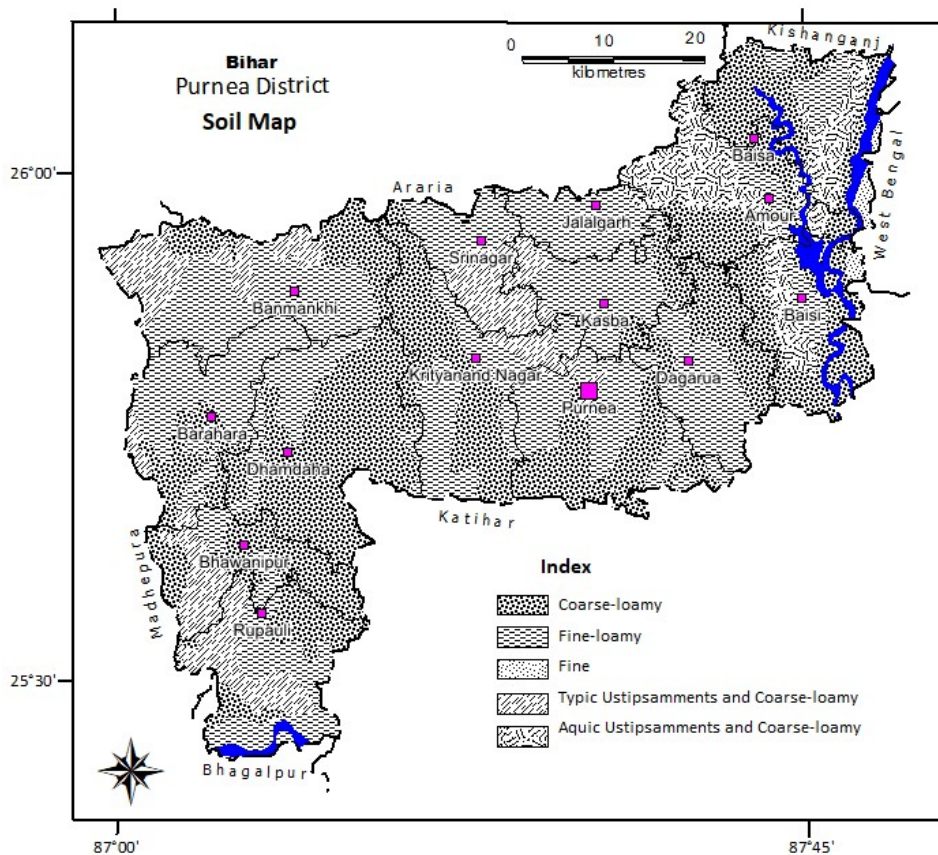 Bihar
Purnea District
Soil Map
0 10 20
kilometres
Kishanganj
26°00'
Araria
West Bengal
Baisa
Amour
Jalalgarh
Srinagar
Banmankhi
Kasba
Baisi
Krityanand Nagar
Dagarua
Purnea
Barahara
Dhamdaha
Katihar
Madhepura
Bhawanipur
Rupauli
25°30'
Bhagalpur
Index
Coarse-loamy
Fine-loamy
Fine
Typic Ustipsamments and Coarse-loamy
Aquic Ustipsamments and Coarse-loamy
87°00'
87°45'